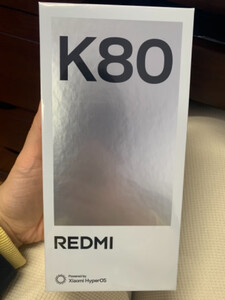 K80
REDMI
Powered by
Xiaomi HyperOS